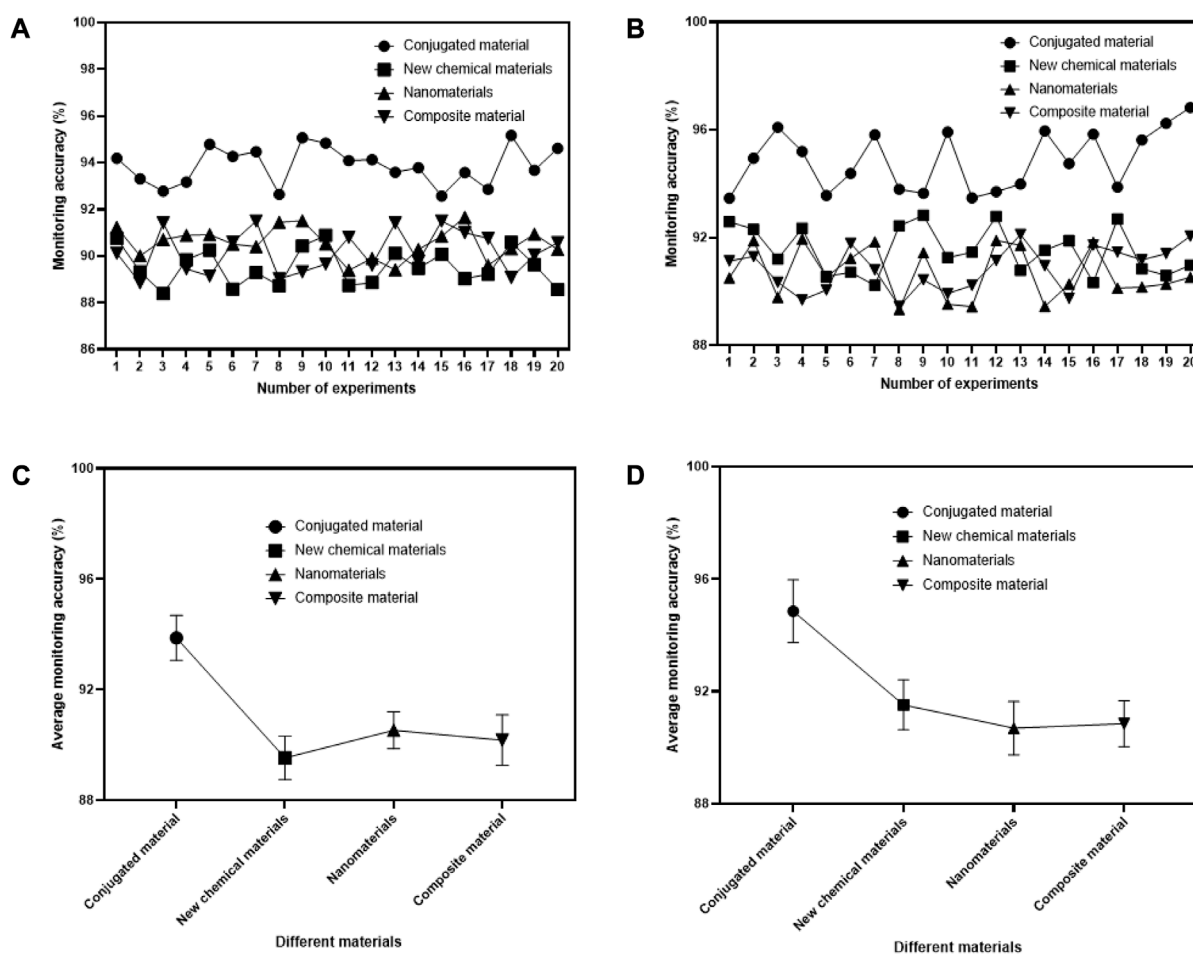 A
Monitoring accuracy (%)
100
98
96
94
92
90
88
86
Conjugated material
New chemical materials
Nanomaterials
Composite material
1 2 3 4 5 6 7 8 9 10 11 12 13 14 15 16 17 18 19 20
Number of experiments
B
Monitoring accuracy (%)
100
96
92
88
Conjugated material
New chemical materials
Nanomaterials
Composite material
1 2 3 4 5 6 7 8 9 10 11 12 13 14 15 16 17 18 19 20
Number of experiments
C
Average monitoring accuracy (%)
100
96
92
88
Conjugated material
New chemical materials
Nanomaterials
Composite material
Conjugated material
New chemical materials
Nanomaterials
Composite material
Different materials
D
Average monitoring accuracy (%)
100
96
92
88
Conjugated material
New chemical materials
Nanomaterials
Composite material
Conjugated material
New chemical materials
Nanomaterials
Composite material
Different materials